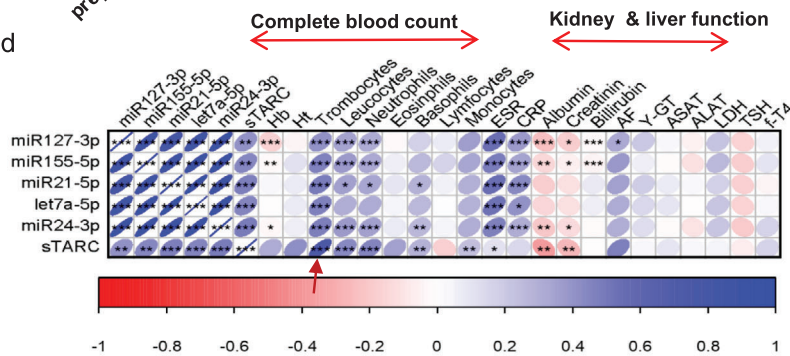 pre
d
Complete blood count
Kidney & liver function
miR127-3p
miR155-5p
miR21-5p
let7a-5p
miR24-3p
sTARC
Hb
Ht
Trombocytes
Leucocytes
Neutrophils
Eosinphils
Basophils
Lymfocytes
Monocytes
ESR
CRP
Albumin
Creatinin
Billirubin
AF
Y-GT
ASAT
ALAT
LDH
TSH
f-T4
miR127-3p *** *** *** *** *** ** *** *** *** *** *** *** *** * *** *
miR155-5p *** *** *** *** *** ** ** *** *** *** *** *** ** * ***
miR21-5p *** *** *** *** *** *** *** * * * *** ***
let7a-5p *** *** *** *** *** *** *** *** *
miR24-3p *** *** *** *** *** *** * *** *** *** ** *** *** ** *
sTARC ** ** *** *** *** *** *** *** *** ** ** * ** **
-1 -0.8 -0.6 -0.4 -0.2 0 0.2 0.4 0.6 0.8 1